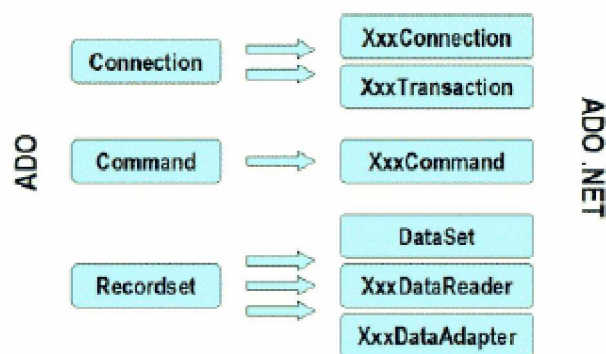 ADO
Connection
XxxConnection
XxxTransaction
Command
XxxCommand
Recordset
DataSet
XxxDataReader
XxxDataAdapter
ADO .NET